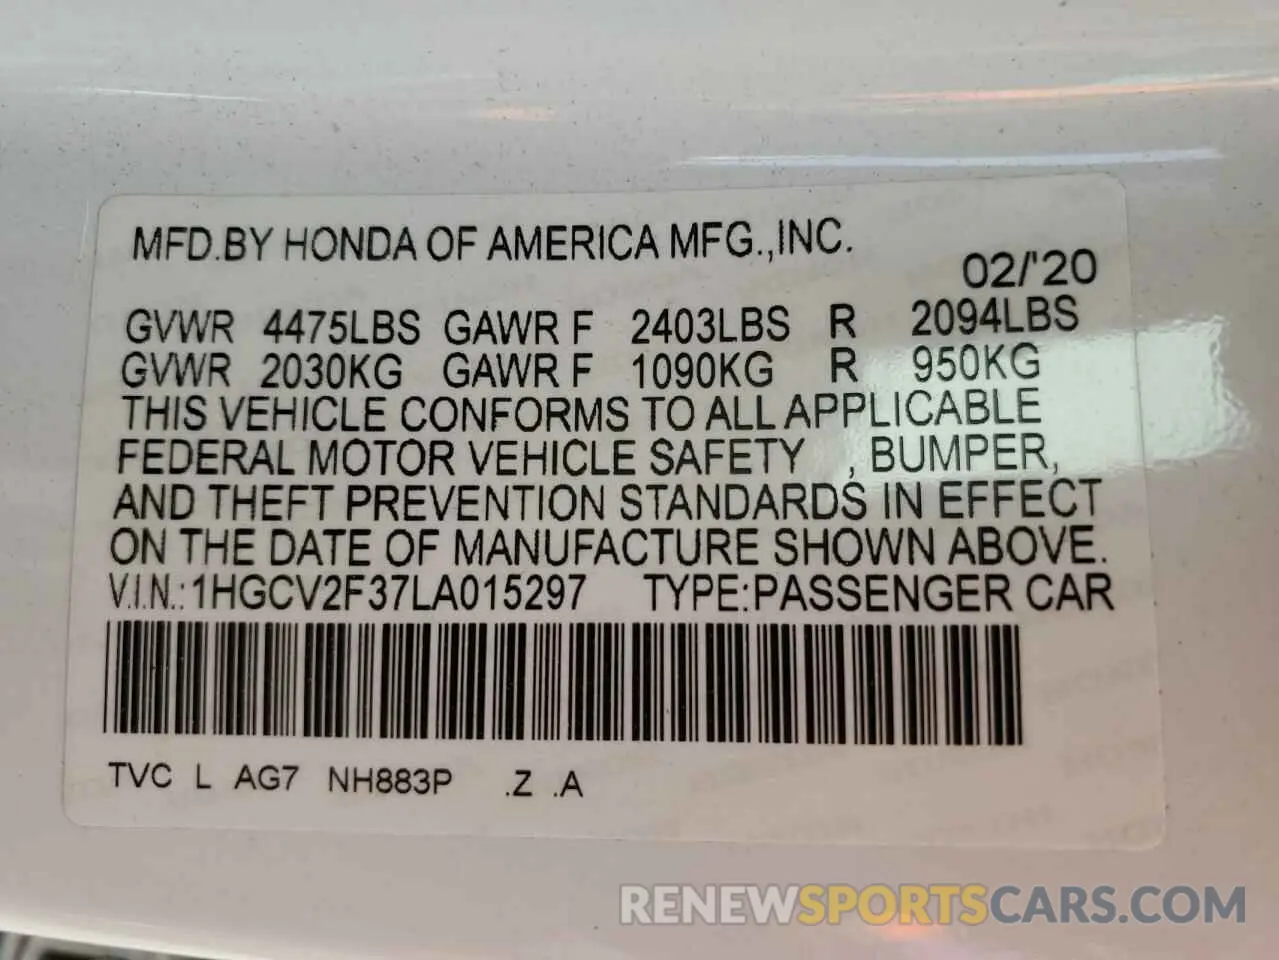 MFD.BY HONDA OF AMERICA MFG.,INC.
02/'20
GVWR 4475LBS GAWR F 2403LBS R 2094LBS
GVWR 2030KG GAWR F 1090KG R 950KG
THIS VEHICLE CONFORMS TO ALL APPLICABLE
FEDERAL MOTOR VEHICLE SAFETY , BUMPER,
AND THEFT PREVENTION STANDARDS IN EFFECT
ON THE DATE OF MANUFACTURE SHOWN ABOVE.
V.I.N.:1HGCV2F37LA015297 TYPE:PASSENGER CAR
TVC L AG7 NH883P .Z .A
RENEWSPORTSCARS.COM